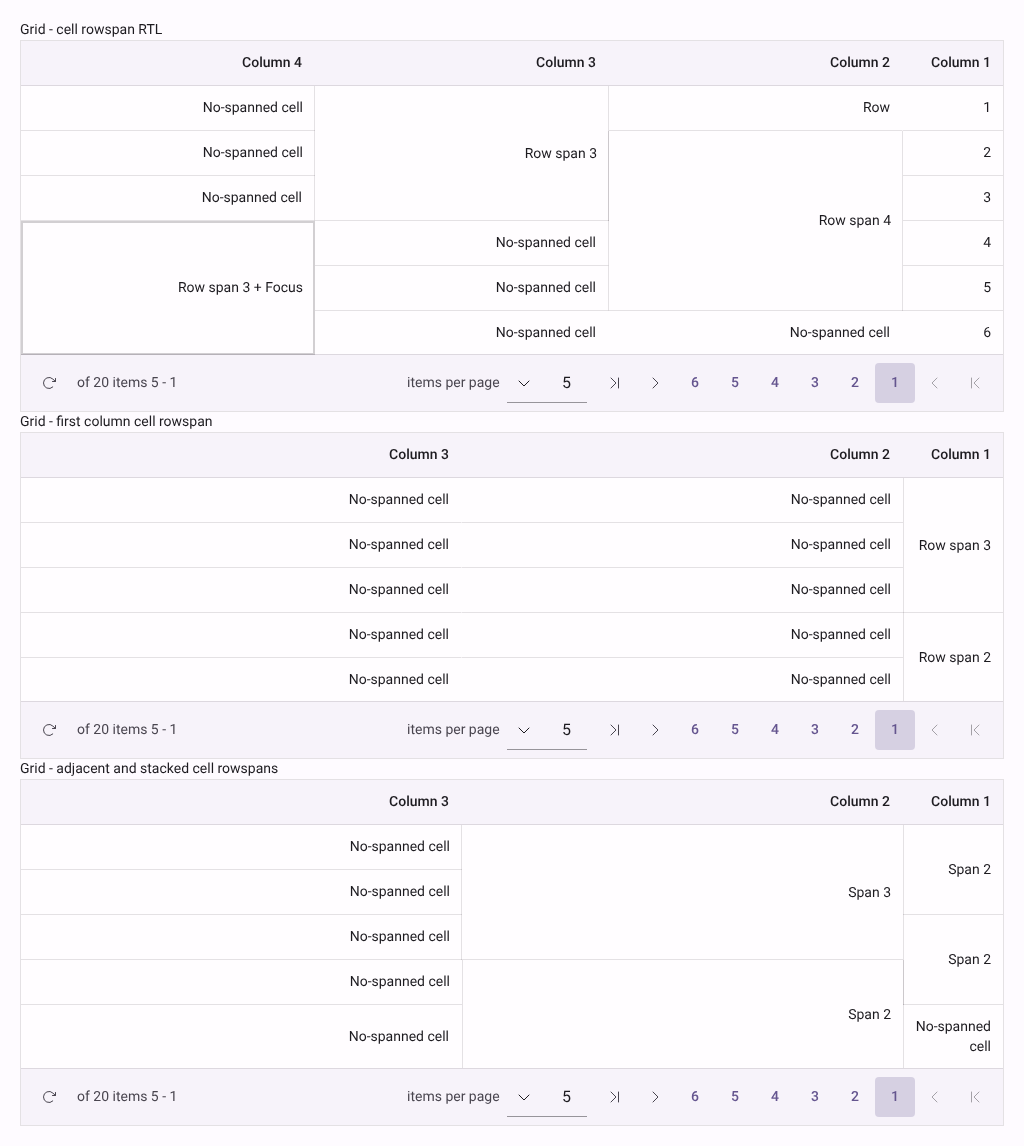 Grid - cell rowspan RTL
Column 4 Column 3 Column 2 Column 1
No-spanned cell Row 1
No-spanned cell Row span 3 2
No-spanned cell 3
Row span 4
No-spanned cell 4
Row span 3 + Focus No-spanned cell 5
No-spanned cell No-spanned cell 6
of 20 items 5 - 1 items per page 5 6 5 4 3 2 1
Grid - first column cell rowspan
Column 3 Column 2 Column 1
No-spanned cell No-spanned cell
No-spanned cell No-spanned cell Row span 3
No-spanned cell No-spanned cell
No-spanned cell No-spanned cell
Row span 2
No-spanned cell No-spanned cell
of 20 items 5 - 1 items per page 5 6 5 4 3 2 1
Grid - adjacent and stacked cell rowspans
Column 3 Column 2 Column 1
No-spanned cell
Span 2
No-spanned cell Span 3
No-spanned cell
Span 2
No-spanned cell
Span 2
No-spanned cell No-spanned
cell
of 20 items 5 - 1 items per page 5 6 5 4 3 2 1